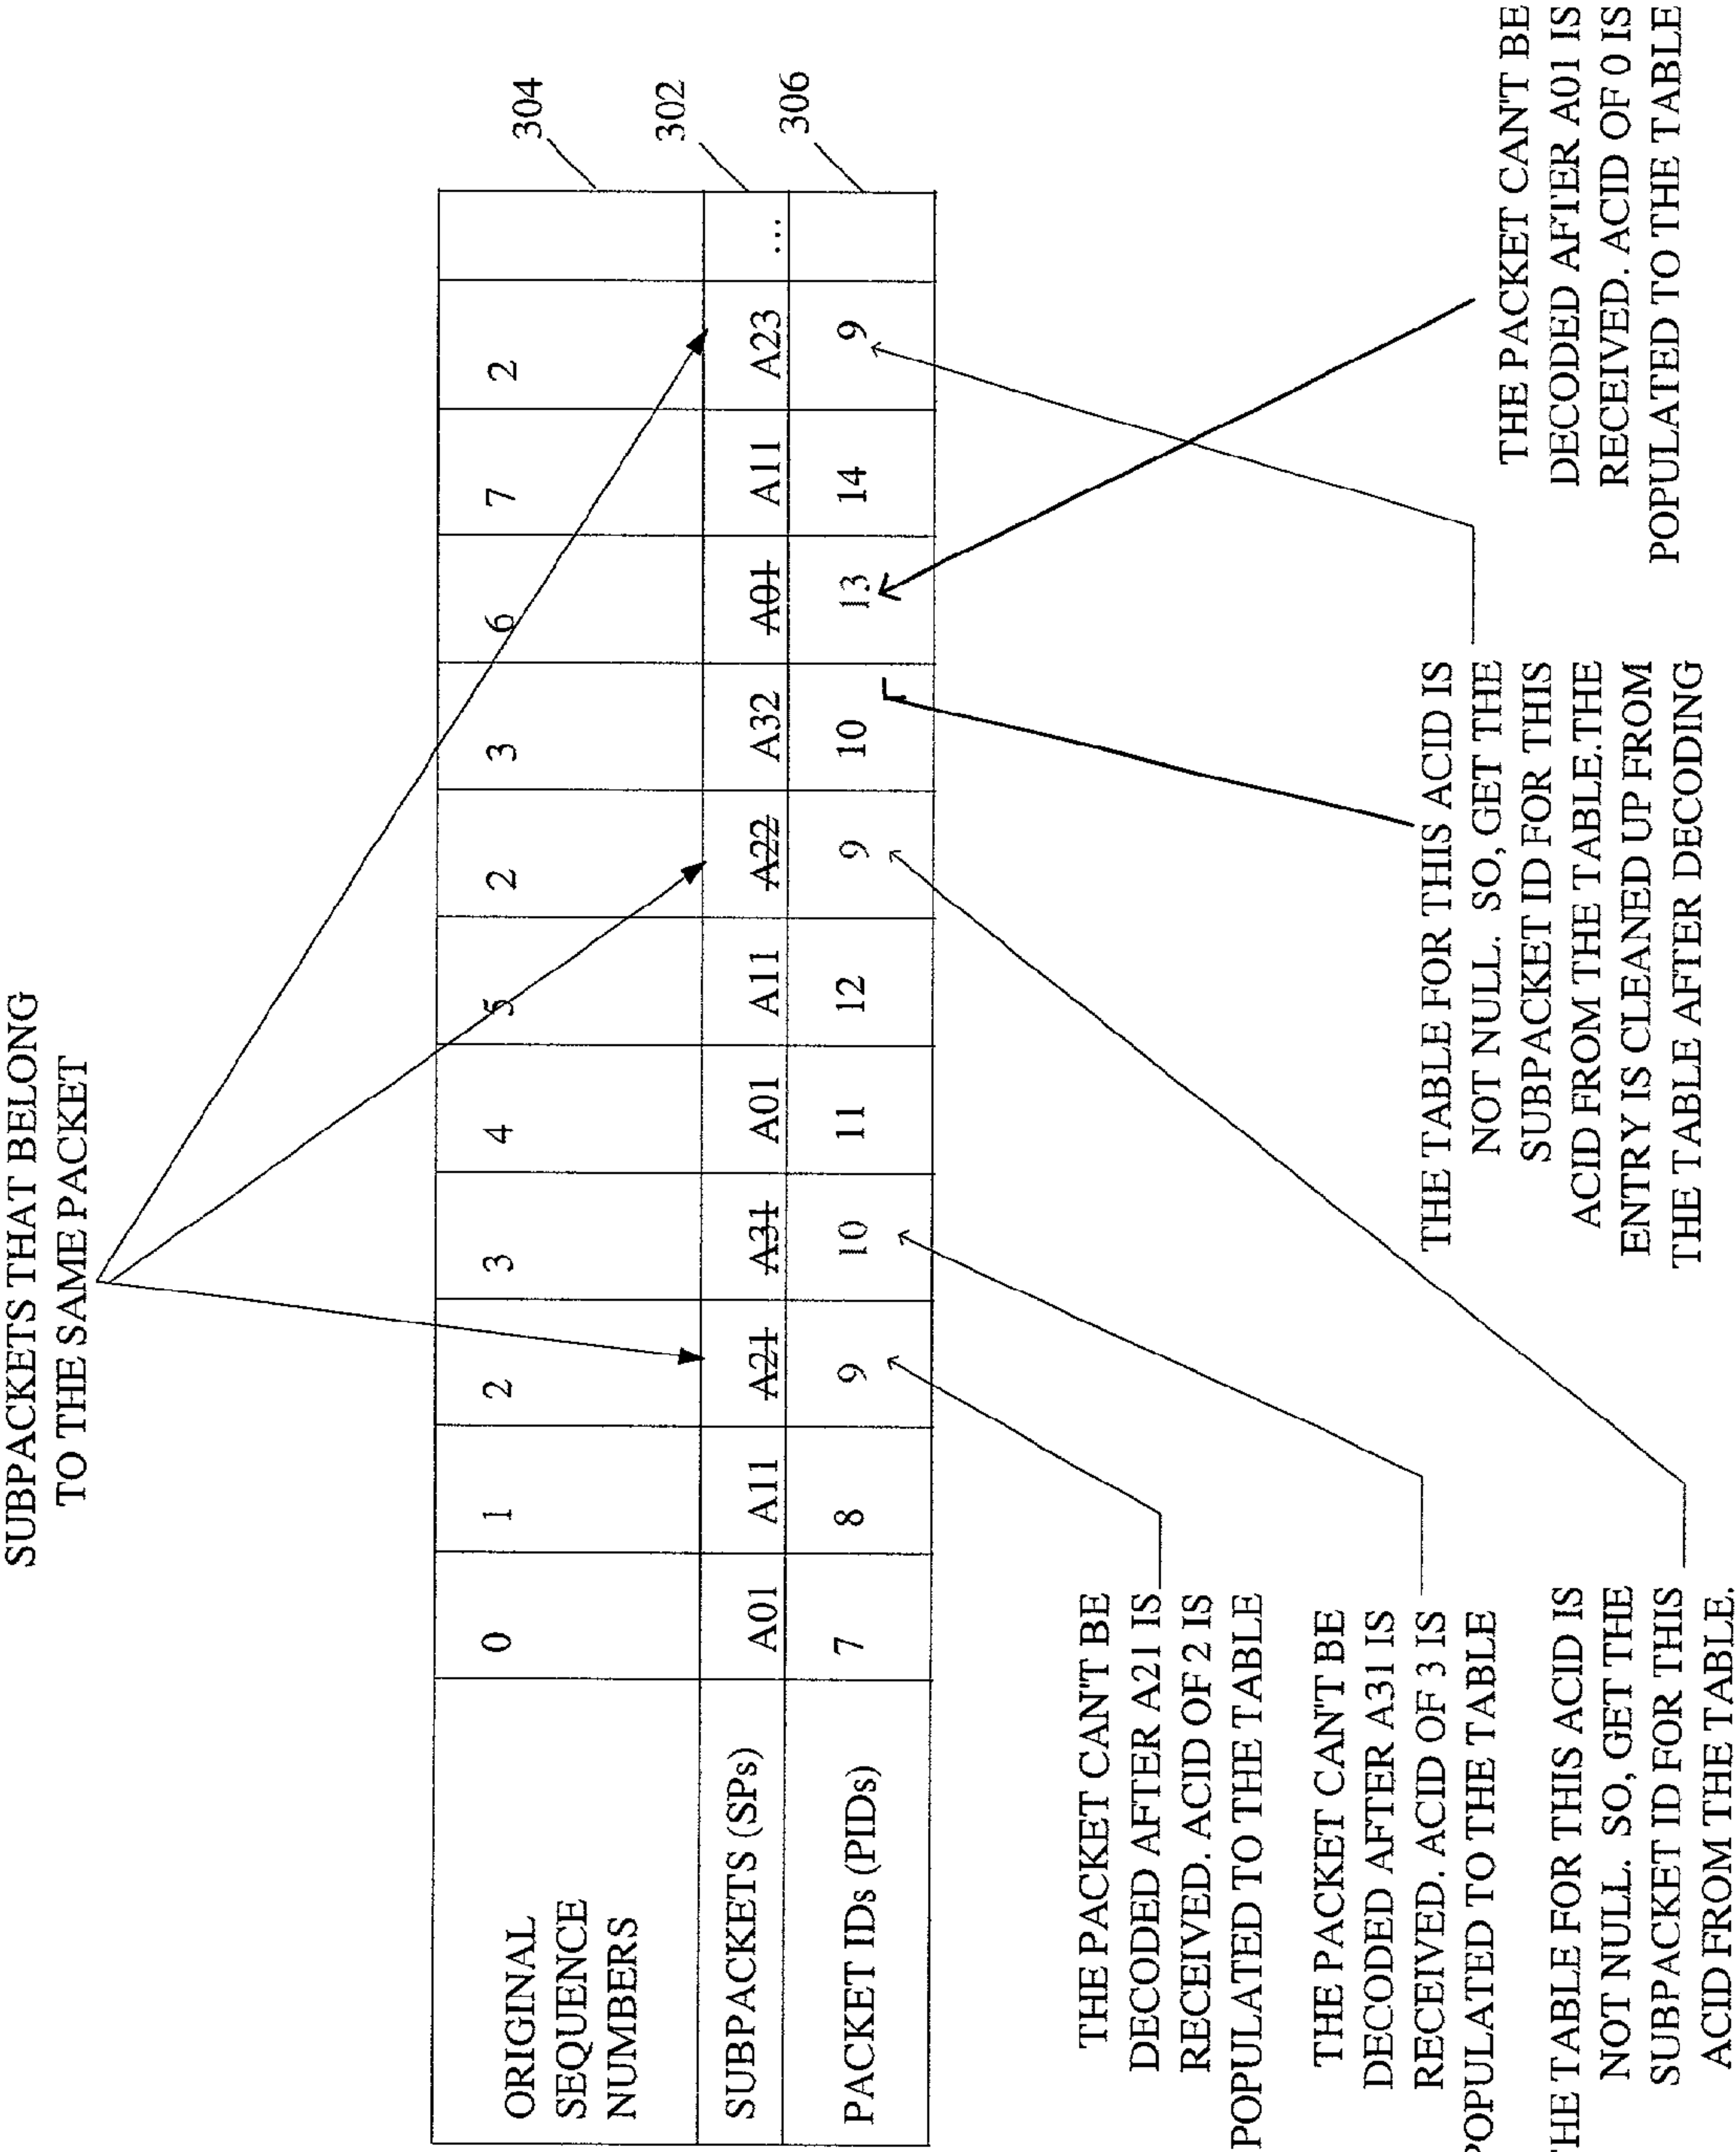 SUBPACKETS THAT BELONG
TO THE SAME PACKET
304
302
306
ORIGINAL
SEQUENCE
NUMBERS
0 1 2 3 4 5 2 3 6 7 2
SUBPACKETS (SPs) A01 A11 A21 A31 A01 A11 A22 A32 A01 A11 A23 ...
PACKET IDs (PIDs) 7 8 9 10 11 12 9 10 13 14 9
THE PACKET CAN'T BE
DECODED AFTER A21 IS
RECEIVED. ACID OF 2 IS
POPULATED TO THE TABLE
THE PACKET CAN'T BE
DECODED AFTER A31 IS
RECEIVED. ACID OF 3 IS
POPULATED TO THE TABLE
THE TABLE FOR THIS ACID IS
NOT NULL. SO, GET THE
SUBPACKET ID FOR THIS
ACID FROM THE TABLE.
THE TABLE FOR THIS ACID IS
NOT NULL. SO, GET THE
SUBPACKET ID FOR THIS
ACID FROM THE TABLE.THE
ENTRY IS CLEANED UP FROM
THE TABLE AFTER DECODING
THE PACKET CAN'T BE
DECODED AFTER A01 IS
RECEIVED. ACID OF 0 IS
POPULATED TO THE TABLE